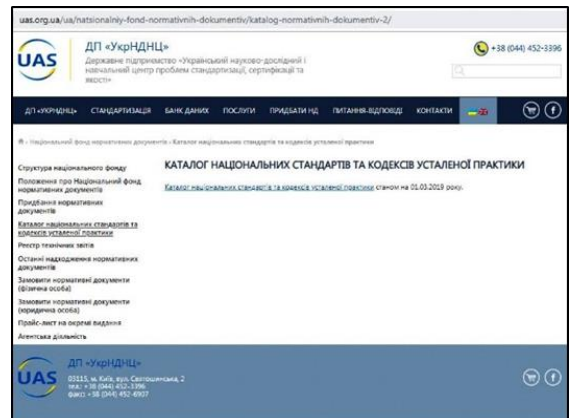 uas.org.ua/ua/natsionalniy-fond-normativnih-dokumentiv/katalog-normativnih-dokumentiv-2/
UAS
ДП «УкрНДНЦ»
Державне підприємство «Український науково-дослідний і
навчальний центр проблем стандартизації, сертифікації та
якості»
+38 (044) 452-3396
ДП «УКРНДНЦ»
СТАНДАРТИЗАЦІЯ
БАНК ДАНИХ
ПОСЛУГИ
ПРИДБАТИ НД
ПИТАННЯ-ВІДПОВІДІ
КОНТАКТИ
› Національний фонд нормативних документів › Каталог національних стандартів та кодексів усталеної практики
Структура національного фонду
Положення про Національний фонд
нормативних документів
Придбання нормативних
документів
Каталог національних стандартів та
кодексів усталеної практики
Реєстр технічних звітів
Останні надходження нормативних
документів
Замовити нормативні документи
(фізична особа)
Замовити нормативні документи
(юридична особа)
Прайс-лист на окремі видання
Агентська діяльність
КАТАЛОГ НАЦІОНАЛЬНИХ СТАНДАРТІВ ТА КОДЕКСІВ УСТАЛЕНОЇ ПРАКТИКИ
Каталог національних стандартів та кодексів усталеної практики станом на 01.03.2019 року.
UAS
ДП «УкрНДНЦ»
03115, м. Київ, вул. Святошинська, 2
тел.: +38 (044) 452-3396
факс: +38 (044) 452-6907